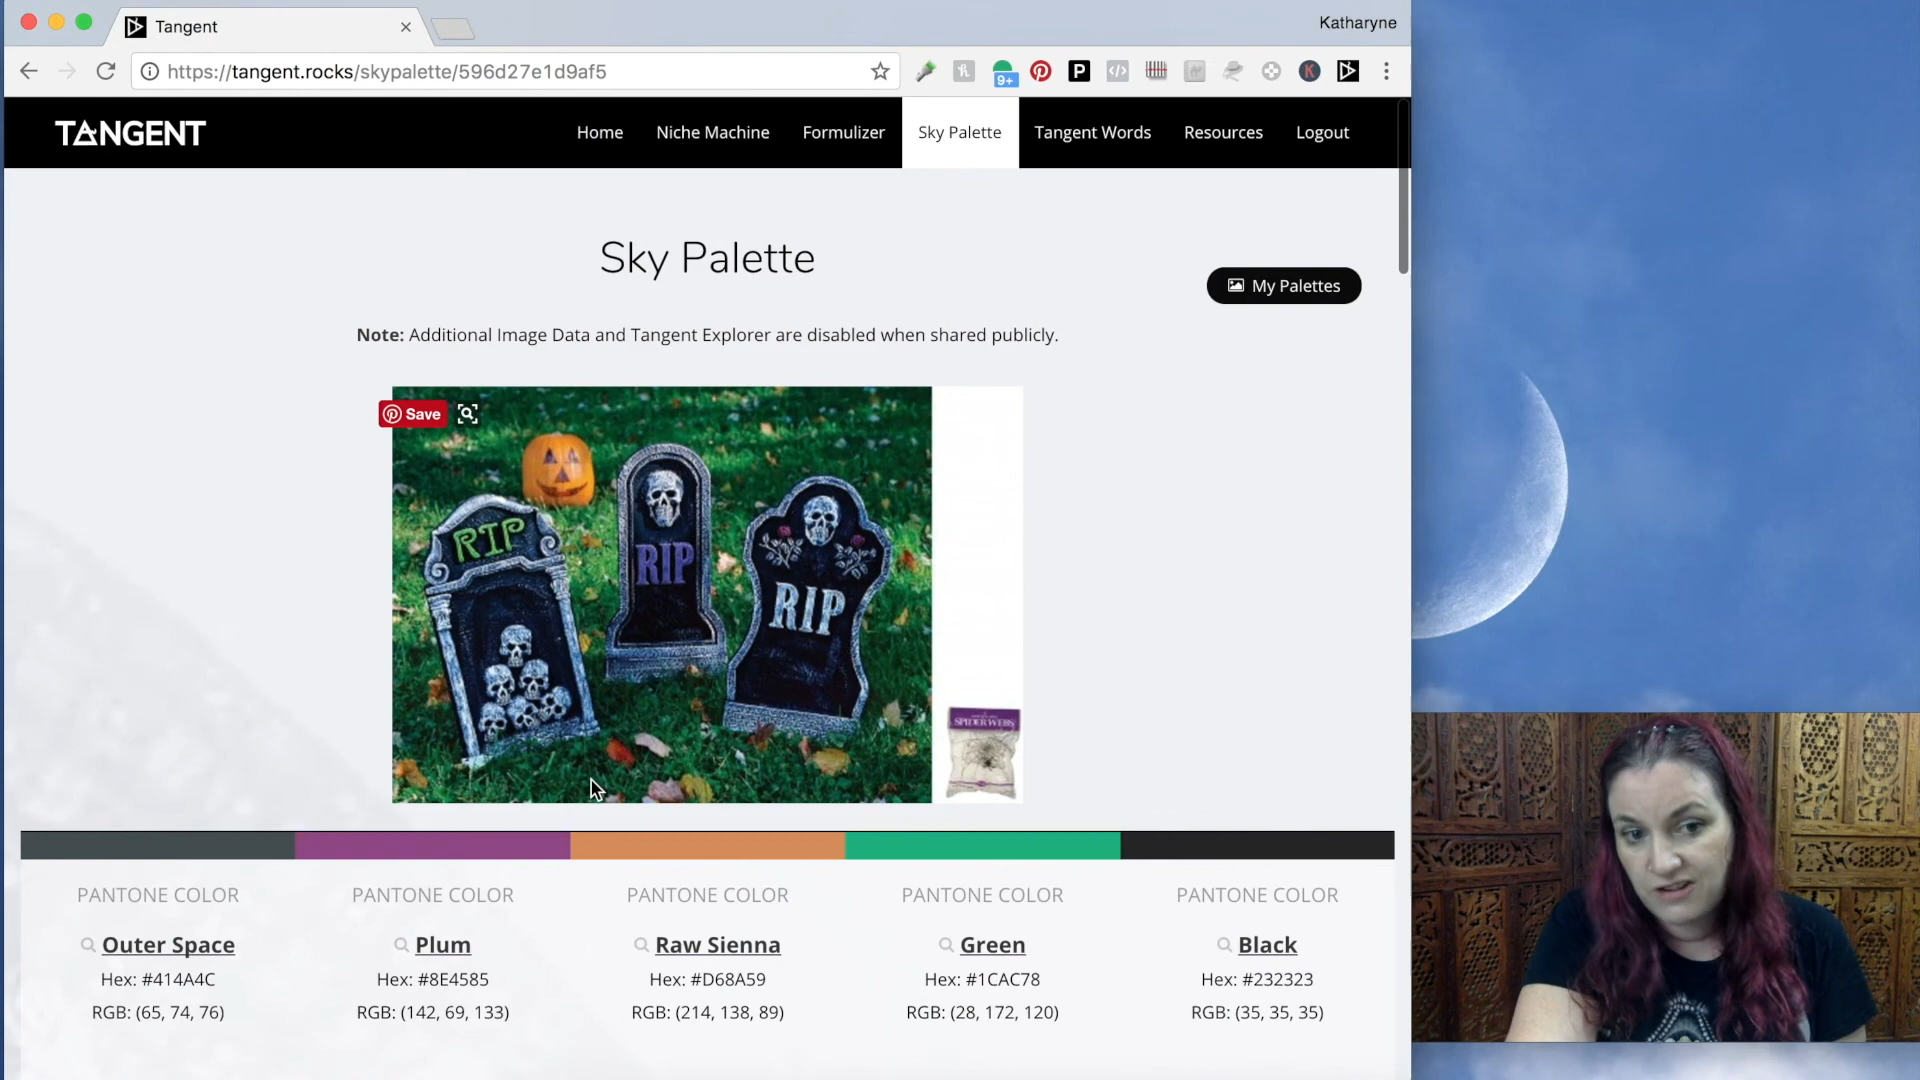 Tangent
Katharyne
https://tangent.rocks/skypalette/596d27e1d9af5
9+
TANGENT
Home
Niche Machine
Formulizer
Sky Palette
Tangent Words
Resources
Logout
Sky Palette
My Palettes
Note: Additional Image Data and Tangent Explorer are disabled when shared publicly.
Save
RIP
RIP
RIP
SPIDER WEBS
PANTONE COLOR
PANTONE COLOR
PANTONE COLOR
PANTONE COLOR
PANTONE COLOR
Outer Space
Plum
Raw Sienna
Green
Black
Hex: #414A4C
Hex: #8E4585
Hex: #D68A59
Hex: #1CAC78
Hex: #232323
RGB: (65, 74, 76)
RGB: (142, 69, 133)
RGB: (214, 138, 89)
RGB: (28, 172, 120)
RGB: (35, 35, 35)